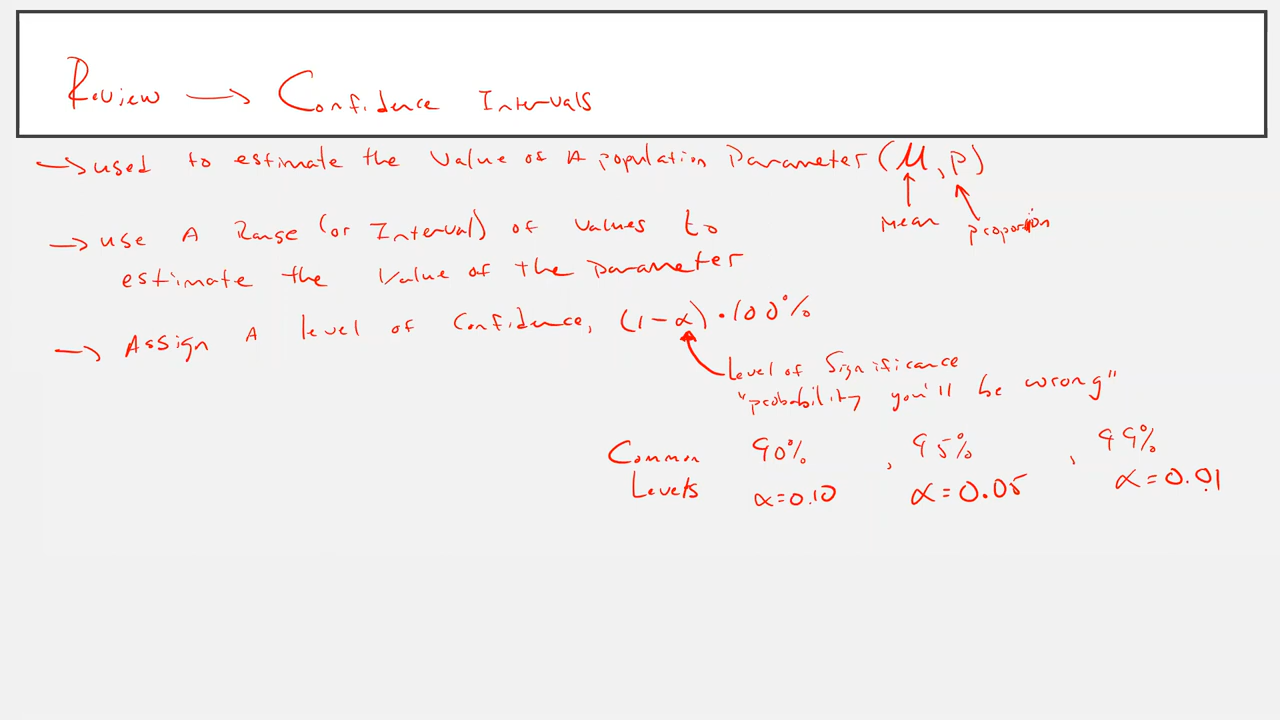 Review → Confidence Intervals
→ used to estimate the value of a population parameter (μ, p)
mean proportion
→ use a range (or interval) of values to
estimate the value of the parameter
→ Assign a level of confidence, (1-α)·100%
Level of Significance
"probability you'll be wrong"
Common 90% , 95% , 99%
Levels α=0.10 α=0.05 α=0.01